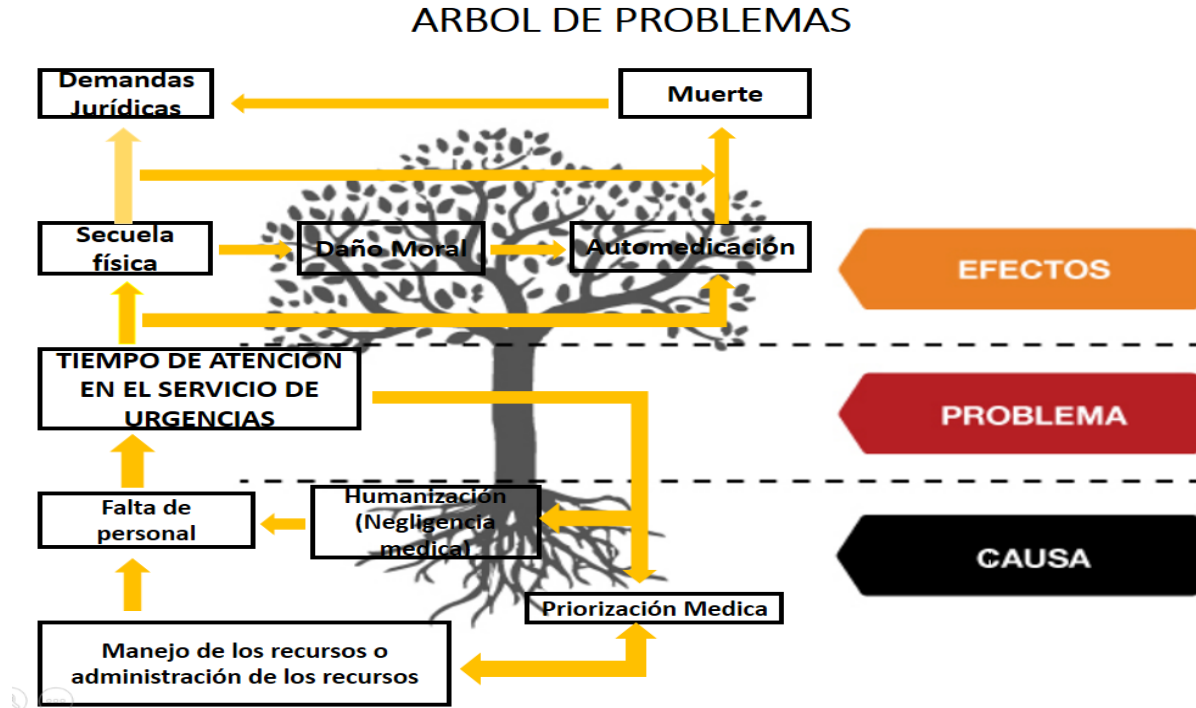 ARBOL DE PROBLEMAS
Demandas
Jurídicas
Muerte
Secuela
física
Daño Moral
Automedicación
EFECTOS
TIEMPO DE ATENCIÓN
EN EL SERVICIO DE
URGENCIAS
PROBLEMA
Falta de
personal
Humanización
(Negligencia
medica)
CAUSA
Priorización Medica
Manejo de los recursos o
administración de los recursos